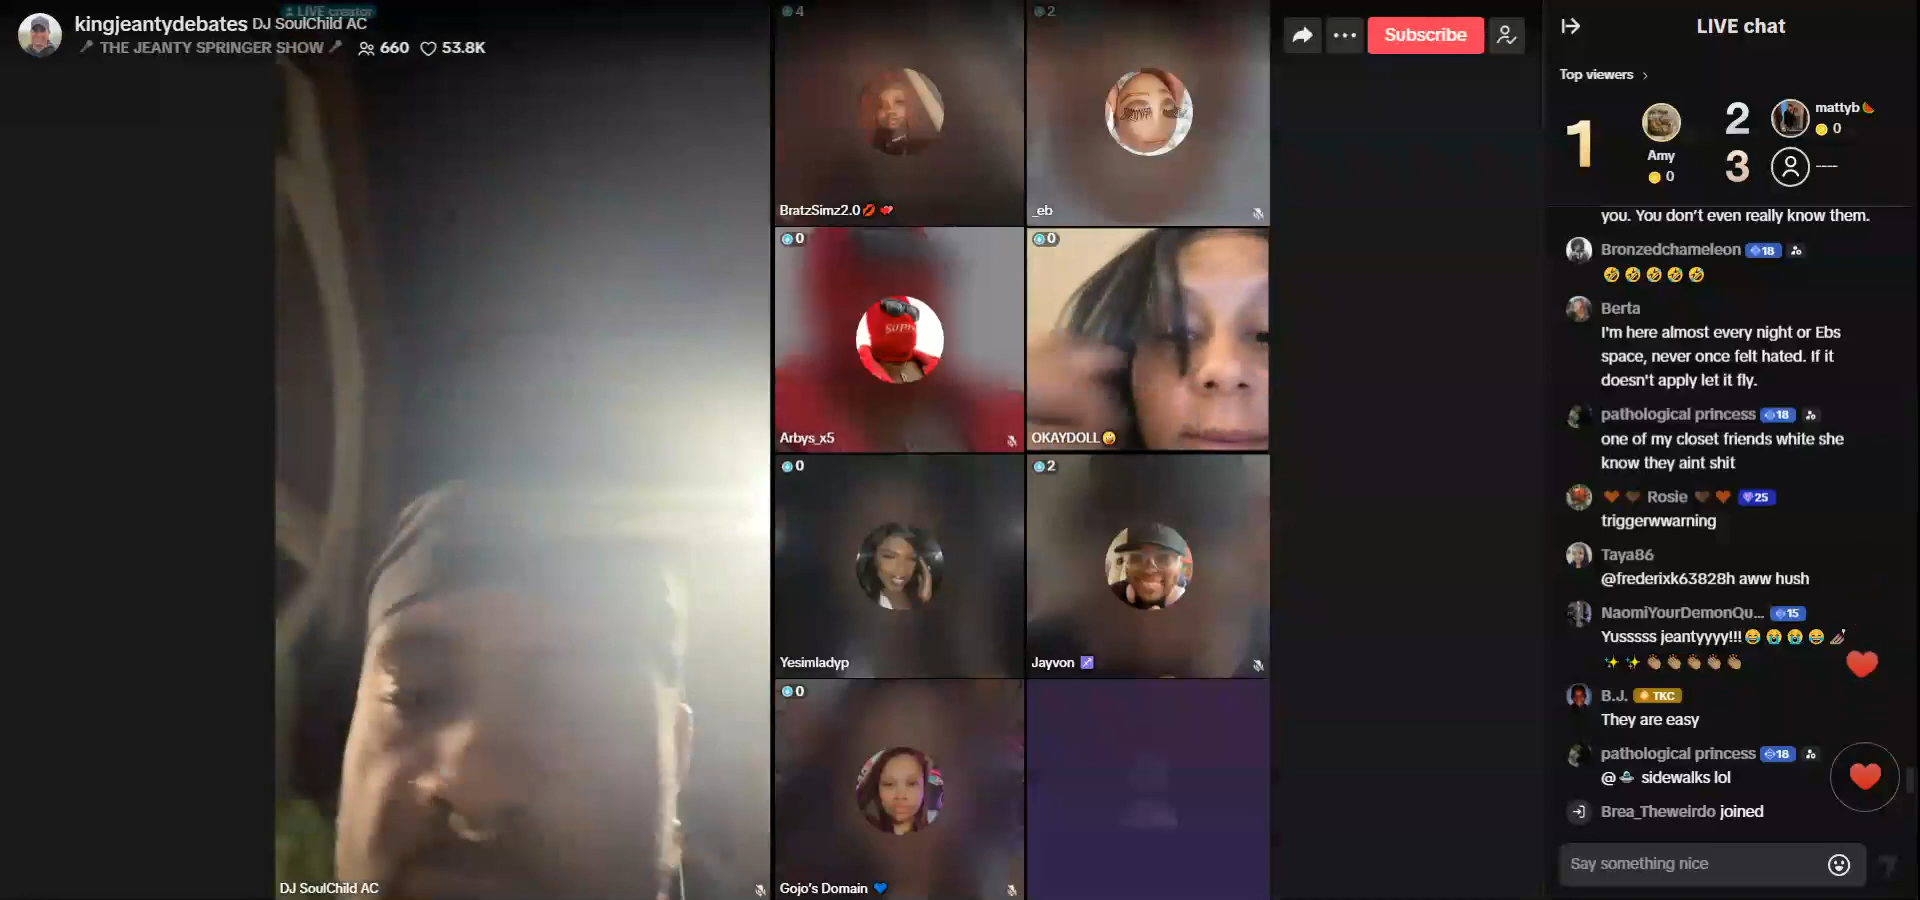 LIVE creator
kingjeantydebates DJ SoulChild AC
🎤 THE JEANTY SPRINGER SHOW 🎤 660 53.8K
Subscribe
4
BratzSimz2.0💋 💘
2
_eb
0
SUPR
Arbys_x5
0
OKAYDOLL🤪
0
Yesimladyp
2
Jayvon ♐
0
Gojo's Domain 💙
DJ SoulChild AC
LIVE chat
Top viewers >
1
Amy
0
2
mattyb🍉
0
3
----
you. You don't even really know them.
Bronzedchameleon 18
🤣 🤣 🤣 🤣 🤣
Berta
I'm here almost every night or Ebs
space, never once felt hated. If it
doesn't apply let it fly.
pathological princess 18
one of my closet friends white she
know they aint shit
🧡 🤎 Rosie 🤎 🧡 25
triggerwwarning
Taya86
@frederixk63828h aww hush
NaomiYourDemonQu... 15
Yusssss jeantyyyy!!!😂 😭 😭 😂 💅🏽
✨ ✨ 👏🏽 👏🏽 👏🏽 👏🏽 👏🏽
B.J. TKC
They are easy
pathological princess 18
@🛸 sidewalks lol
Brea_Theweirdo joined
Say something nice